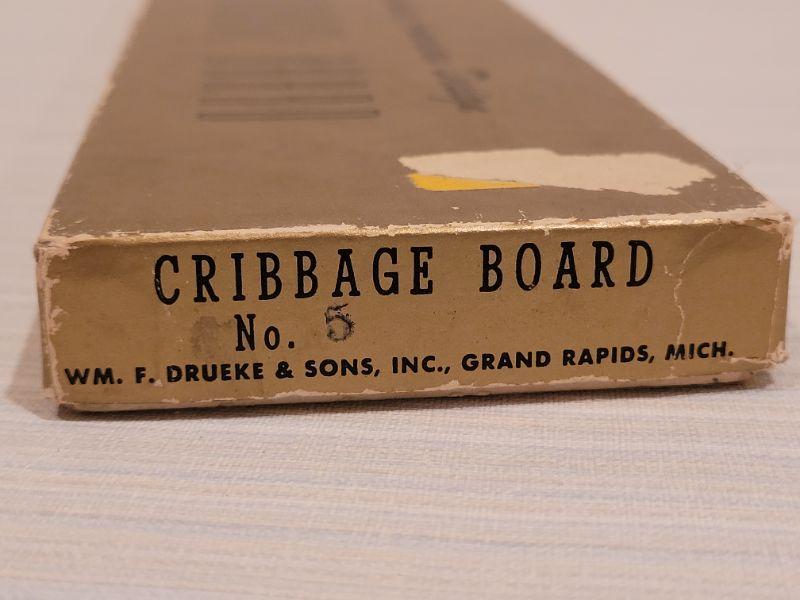 CRIBBAGE BOARD
No. 5
WM. F. DRUEKE & SONS, INC., GRAND RAPIDS, MICH.